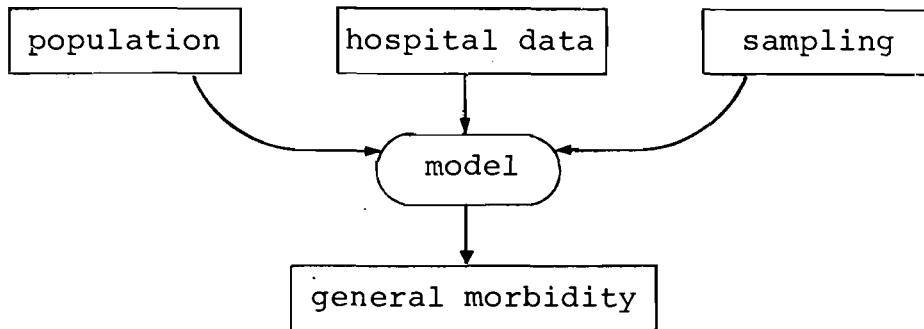 population
hospital data
sampling
model
general morbidity